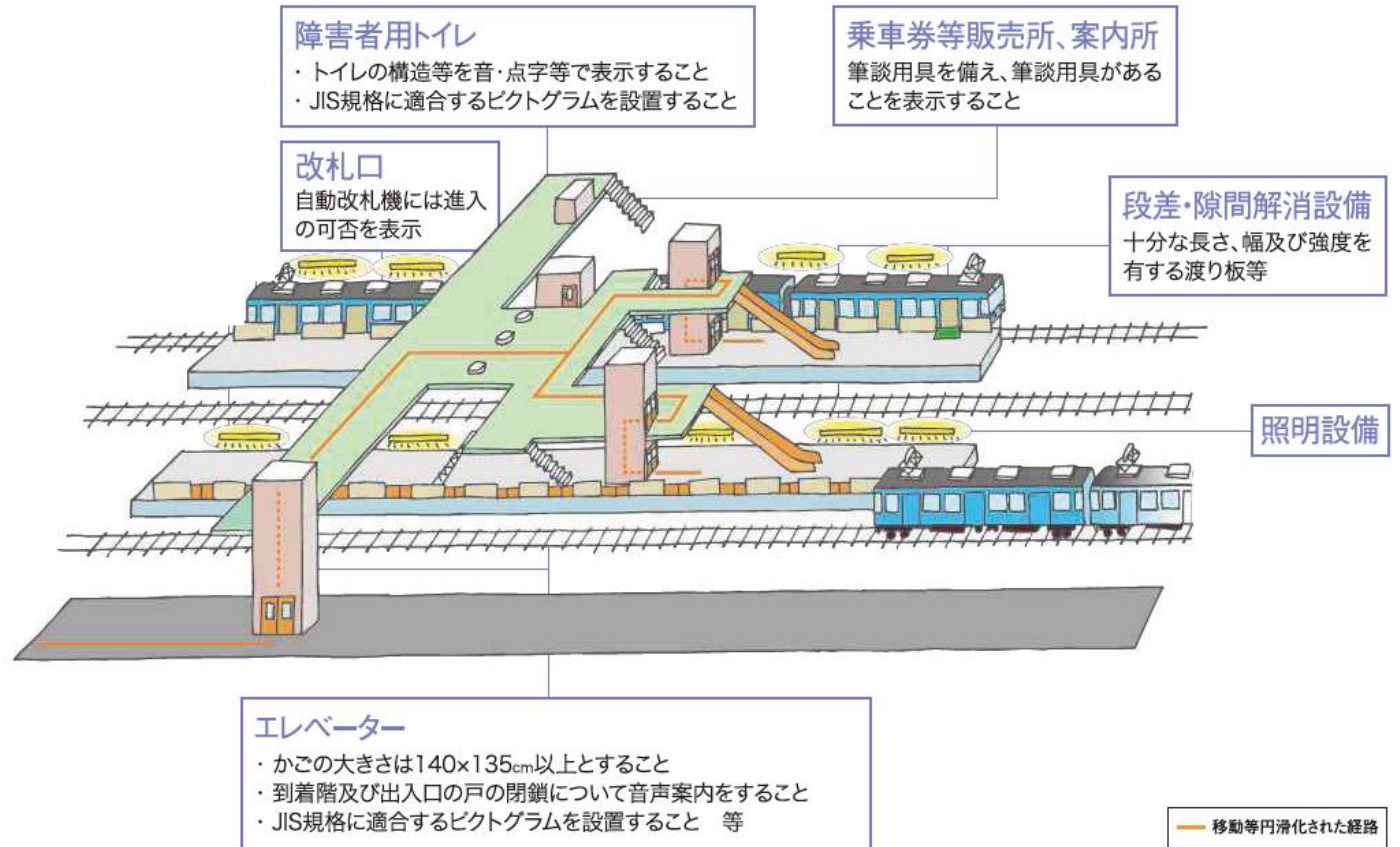 障害者用トイレ
・トイレの構造等を音・点字等で表示すること
・JIS規格に適合するピクトグラムを設置すること
乗車券等販売所、案内所
筆談用具を備え、筆談用具がある
ことを表示すること
改札口
自動改札機には進入
の可否を表示
段差・隙間解消設備
十分な長さ、幅及び強度を
有する渡り板等
照明設備
エレベーター
・かごの大きさは140×135cm以上とすること
・到着階及び出入口の戸の閉鎖について音声案内をすること
・JIS規格に適合するピクトグラムを設置すること 等
移動等円滑化された経路